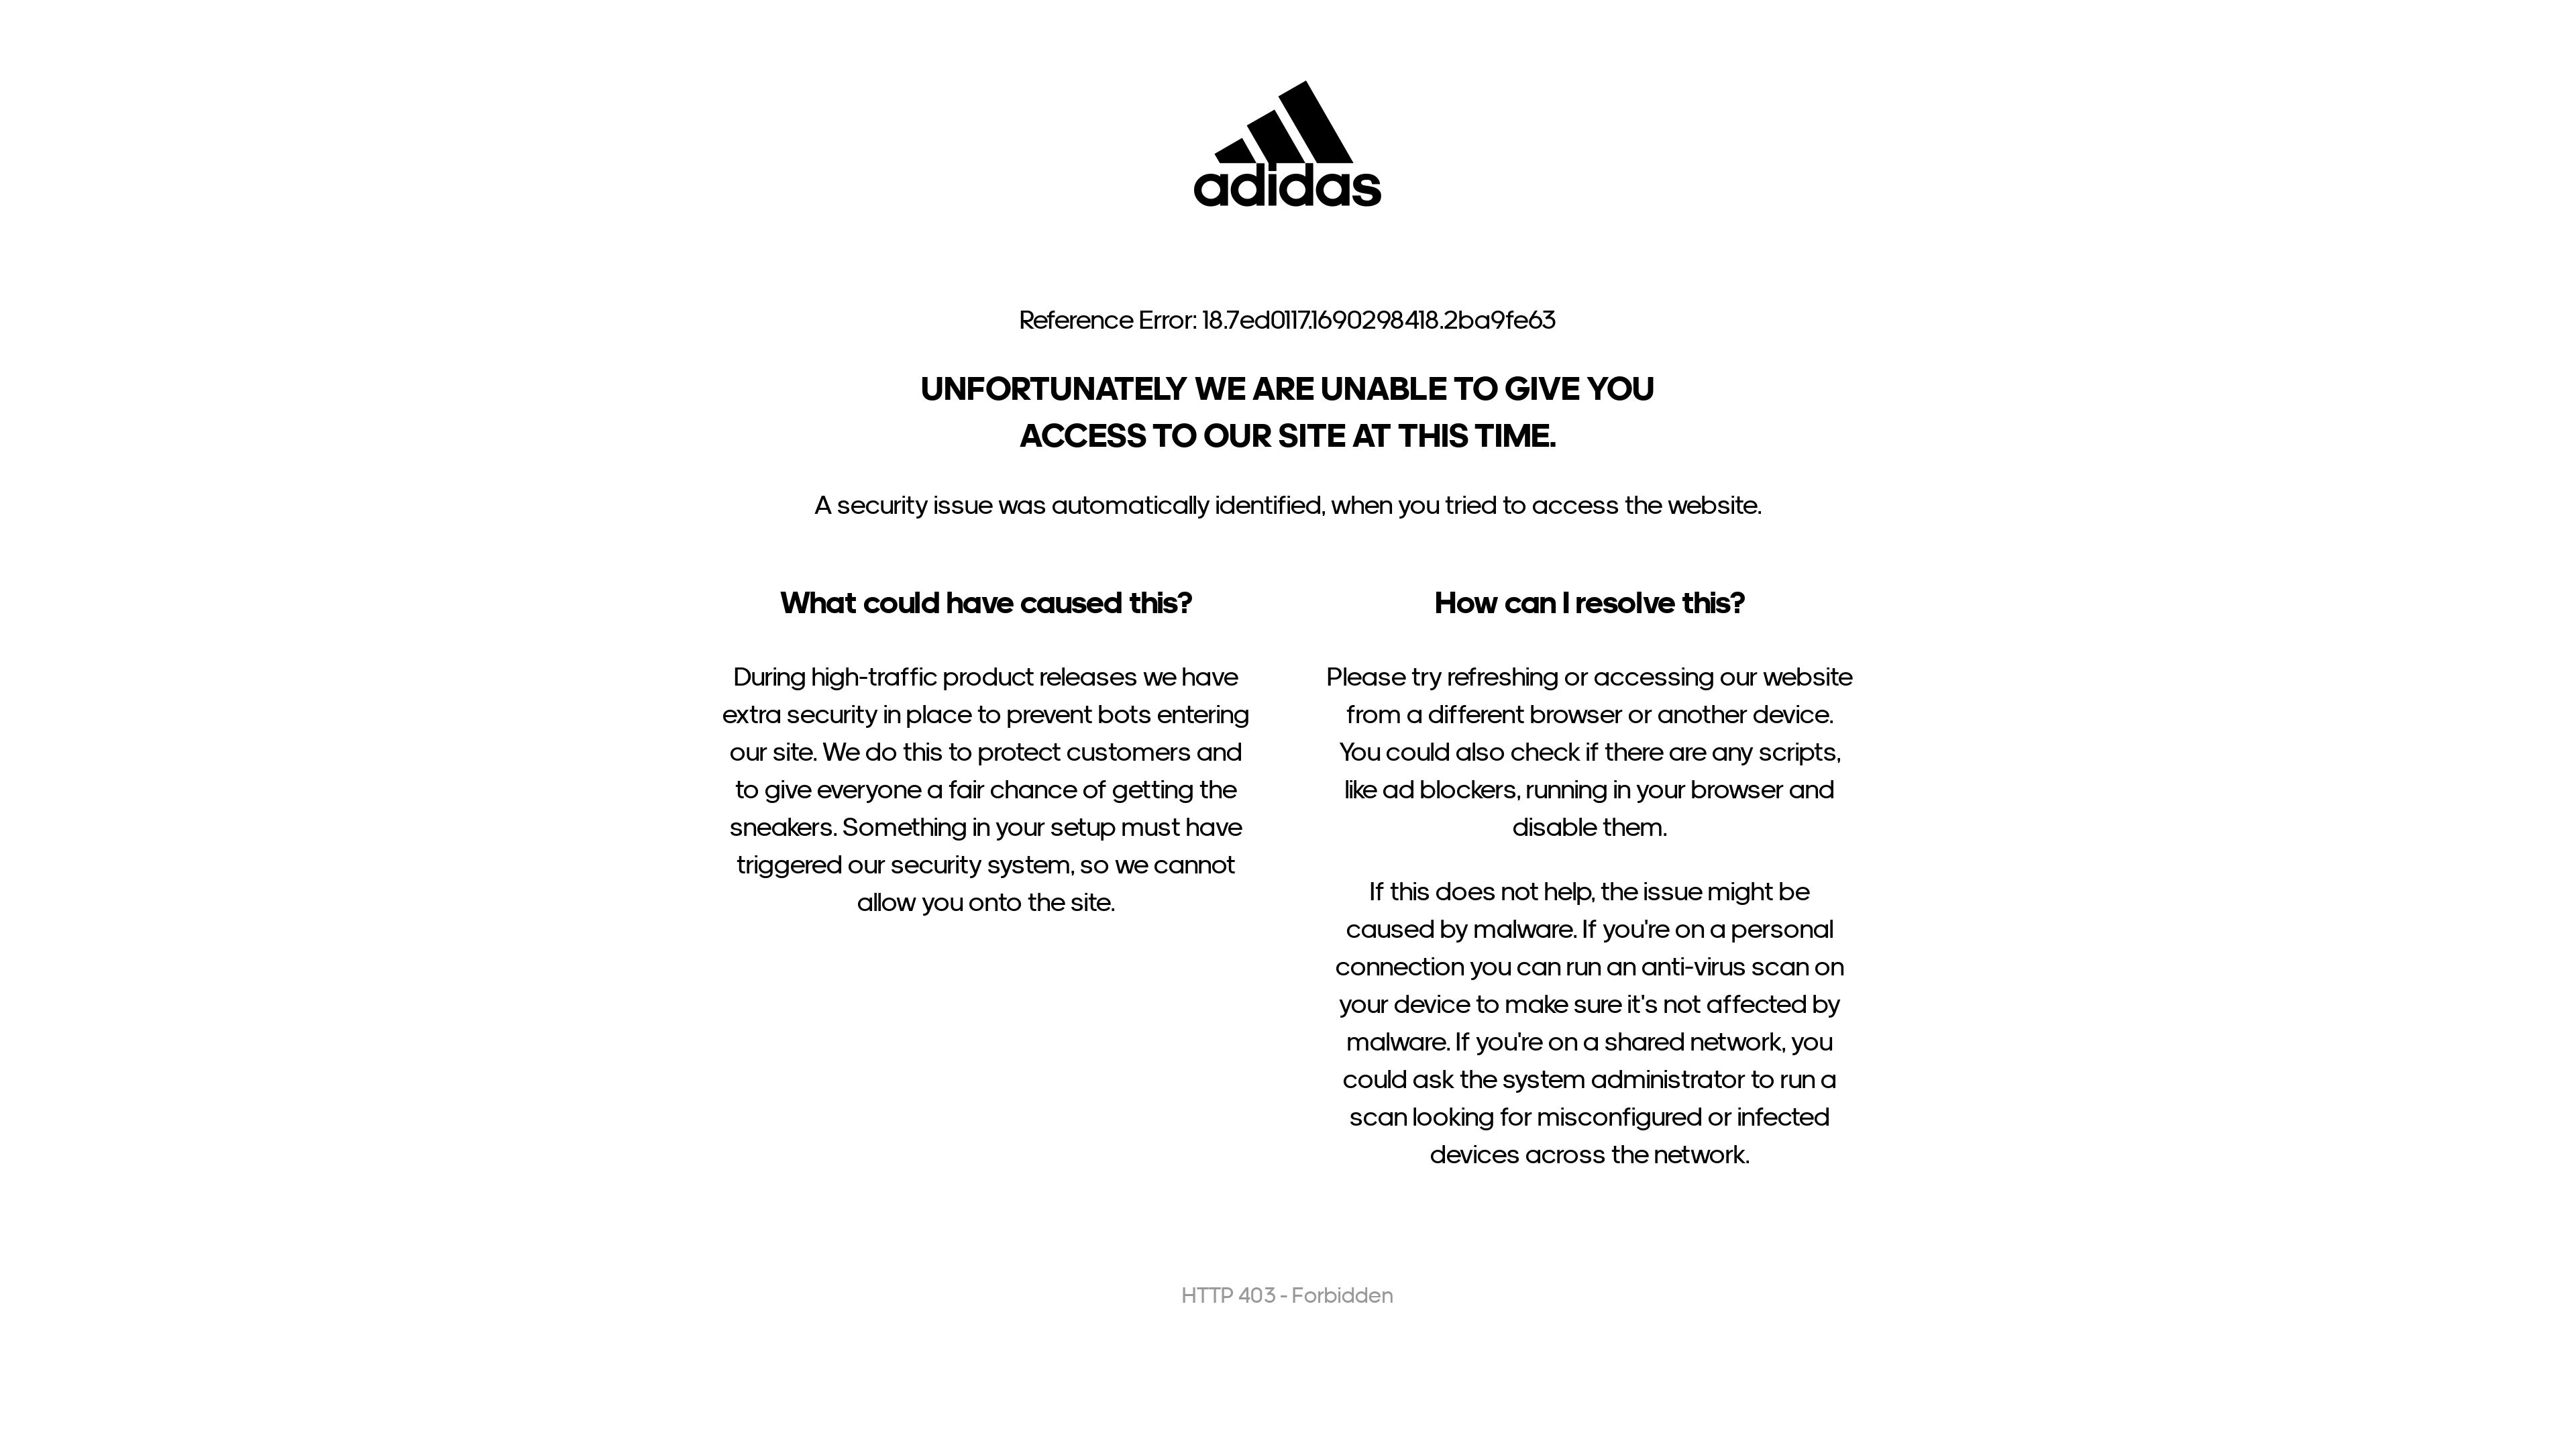 adidas
Reference Error: 18.7ed0117.1690298418.2ba9fe63
UNFORTUNATELY WE ARE UNABLE TO GIVE YOU
ACCESS TO OUR SITE AT THIS TIME.
A security issue was automatically identified, when you tried to access the website.
What could have caused this?
During high-traffic product releases we have
extra security in place to prevent bots entering
our site. We do this to protect customers and
to give everyone a fair chance of getting the
sneakers. Something in your setup must have
triggered our security system, so we cannot
allow you onto the site.
How can I resolve this?
Please try refreshing or accessing our website
from a different browser or another device.
You could also check if there are any scripts,
like ad blockers, running in your browser and
disable them.
If this does not help, the issue might be
caused by malware. If you're on a personal
connection you can run an anti-virus scan on
your device to make sure it's not affected by
malware. If you're on a shared network, you
could ask the system administrator to run a
scan looking for misconfigured or infected
devices across the network.
HTTP 403 - Forbidden